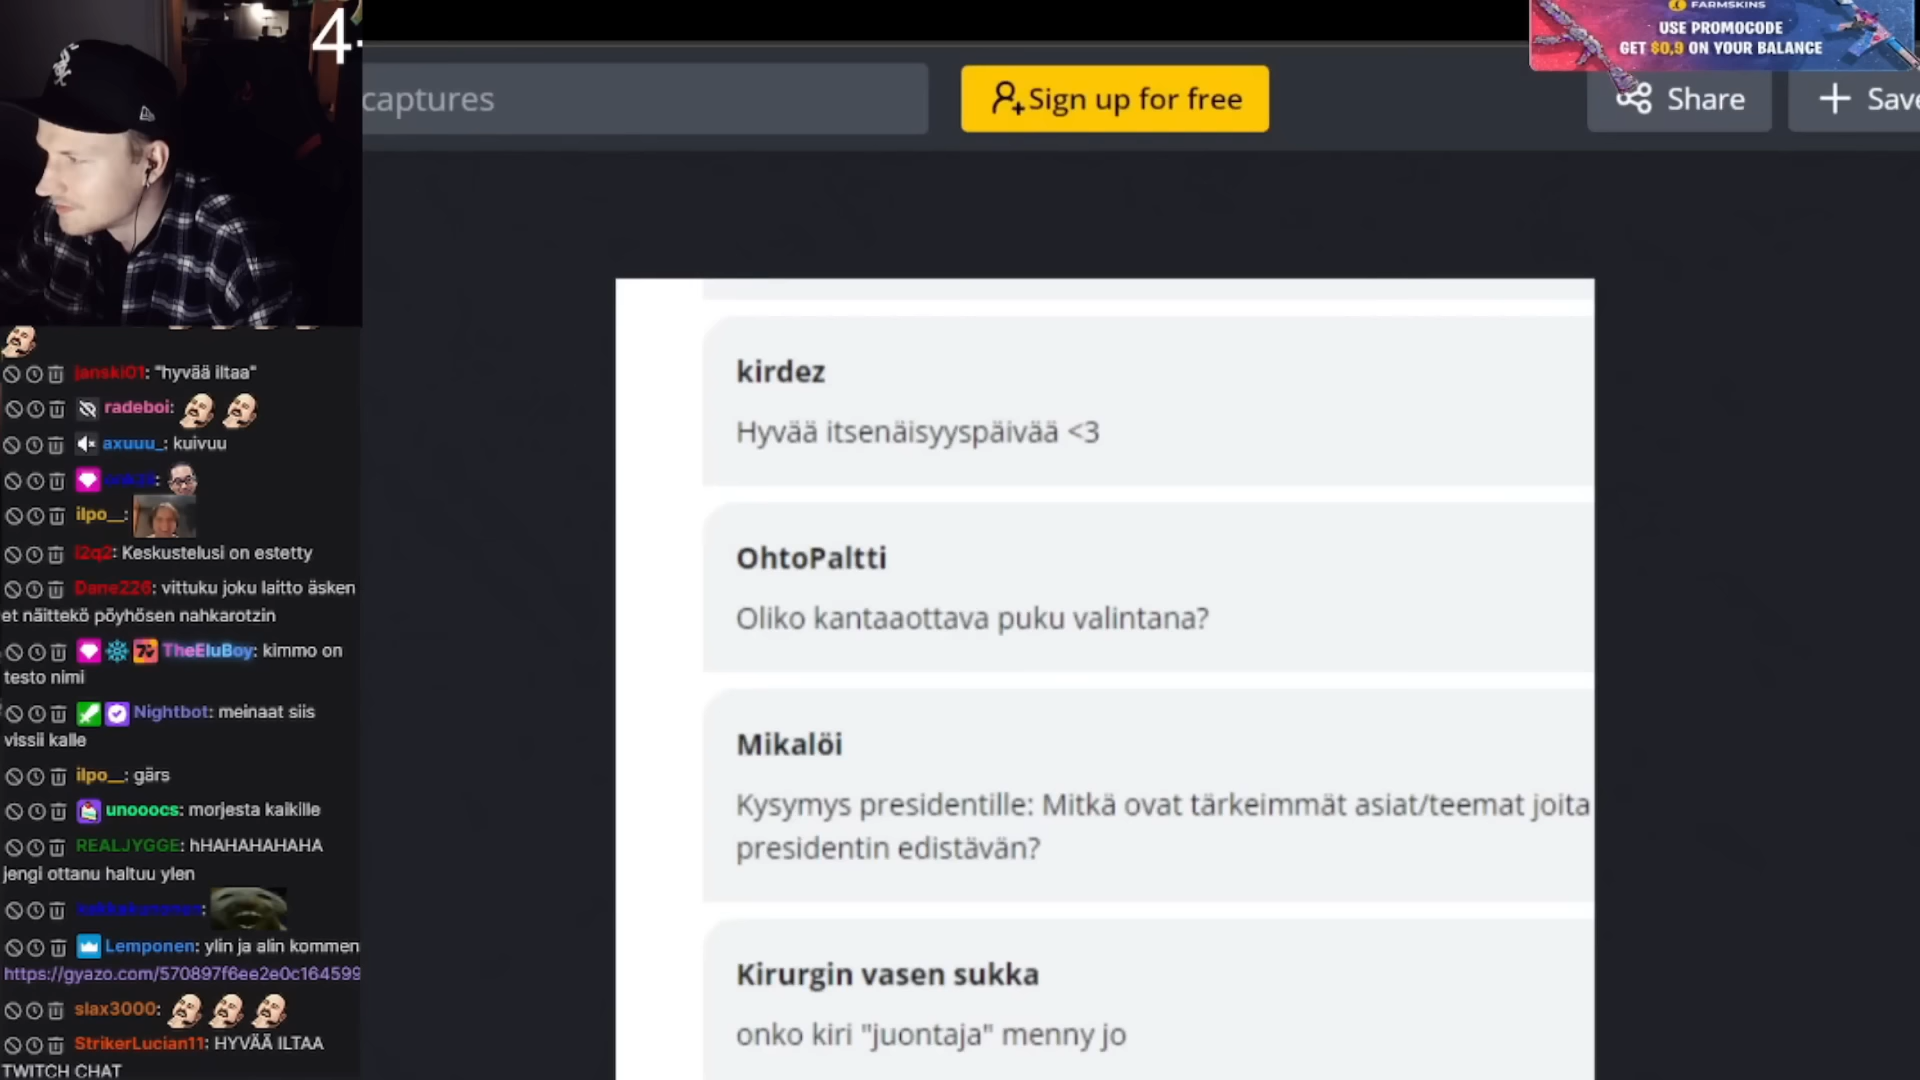 4-
FARMSKINS
USE PROMOCODE
GET $0,9 ON YOUR BALANCE
captures
Sign up for free
Share
+ Save
kirdez
Hyvää itsenäisyyspäivää <3
OhtoPaltti
Oliko kantaaottava puku valintana?
Mikalöi
Kysymys presidentille: Mitkä ovat tärkeimmät asiat/teemat joita
presidentin edistävän?
Kirurgin vasen sukka
onko kiri "juontaja" menny jo
janski01: "hyvää iltaa"
radeboi:
axuuu_: kuivuu
ilpo__:
i2q2: Keskustelusi on estetty
Dane226: vittuku joku laitto äsken
et näittekö pöyhösen nahkarotzin
TheEluBoy: kimmo on
testo nimi
Nightbot: meinaat siis
vissii kalle
ilpo__: gärs
unooocs: morjesta kaikille
REALJYGGE: hHAHAHAHAHA
jengi ottanu haltuu ylen
Lemponen: ylin ja alin kommen
https://gyazo.com/570897f6ee2e0c164599
slax3000:
StrikerLucian11: HYVÄÄ ILTAA
TWITCH CHAT